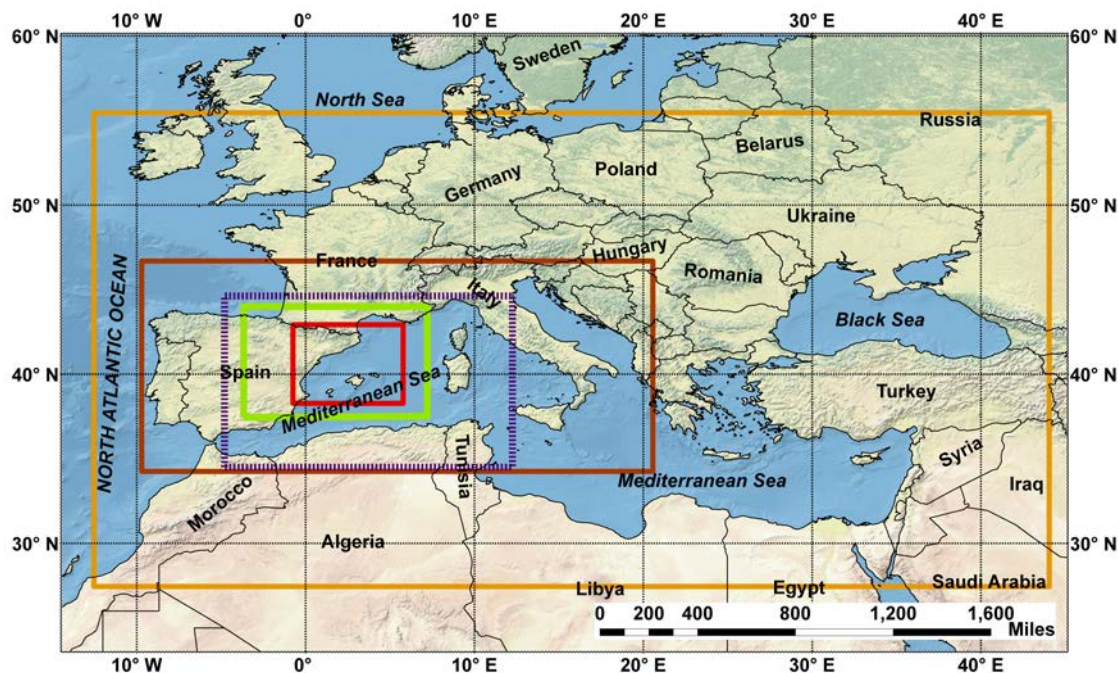 10° W 0° 10° E 20° E 30° E 40° E
60° N 60° N
Sweden
North Sea
Russia
Belarus
Poland
Germany
50° N 50° N
Ukraine
Hungary
France
Romania
Italy
NORTH ATLANTIC OCEAN
Black Sea
40° N Spain 40° N
Mediterranean Sea
Turkey
Tunisia
Syria
Mediterranean Sea
Iraq
Morocco
30° N Algeria 30° N
Libya Egypt Saudi Arabia
0 200 400 800 1,200 1,600
Miles
10° W 0° 10° E 20° E 30° E 40° E